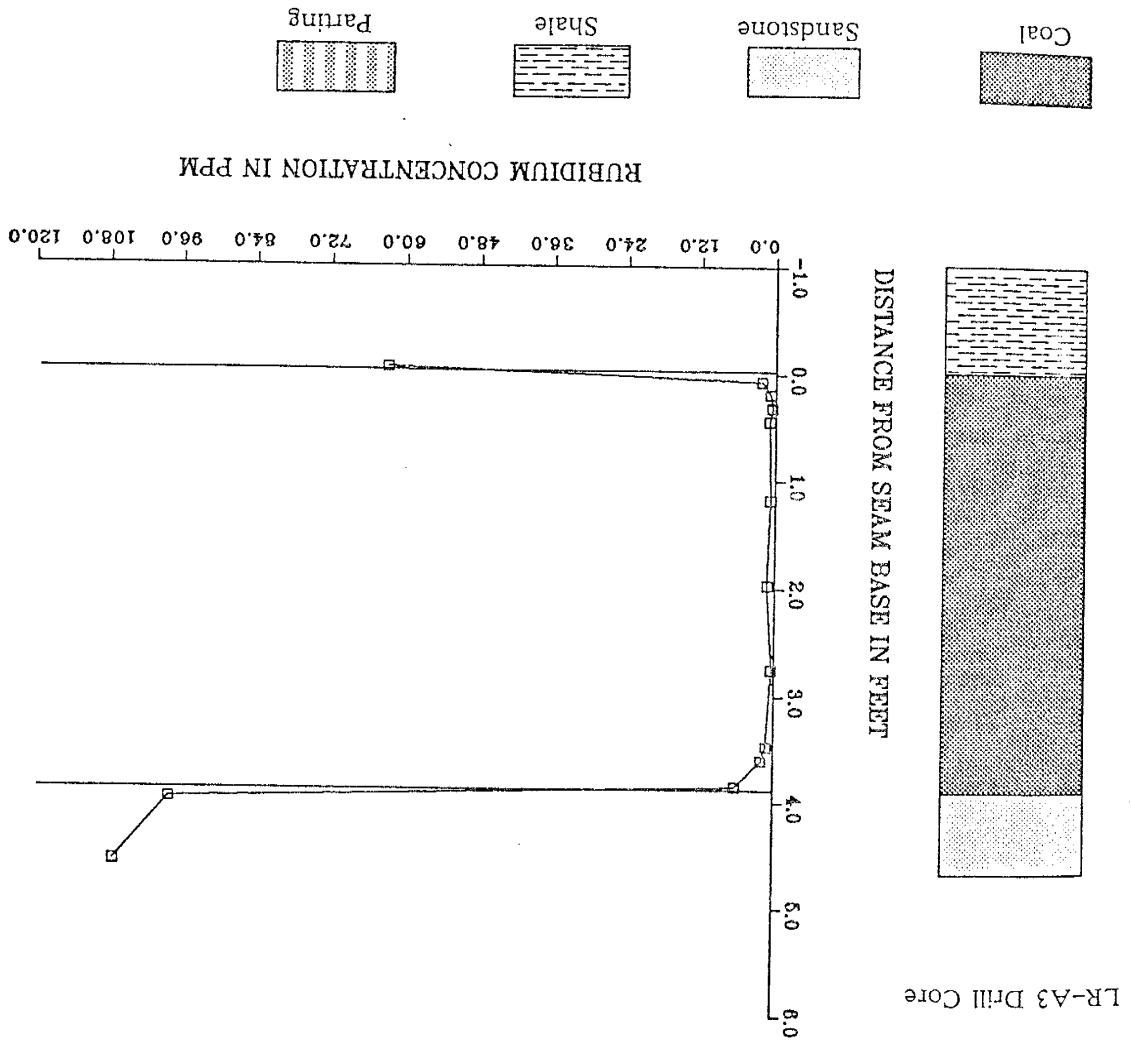 LR-A3 Drill Core
6.0
5.0
4.0
3.0
2.0
1.0
0.0
-1.0
DISTANCE FROM SEAM BASE IN FEET
0.0 12.0 24.0 36.0 48.0 60.0 72.0 84.0 96.0 108.0 120.0
RUBIDIUM CONCENTRATION IN PPM
Coal Sandstone Shale Parting